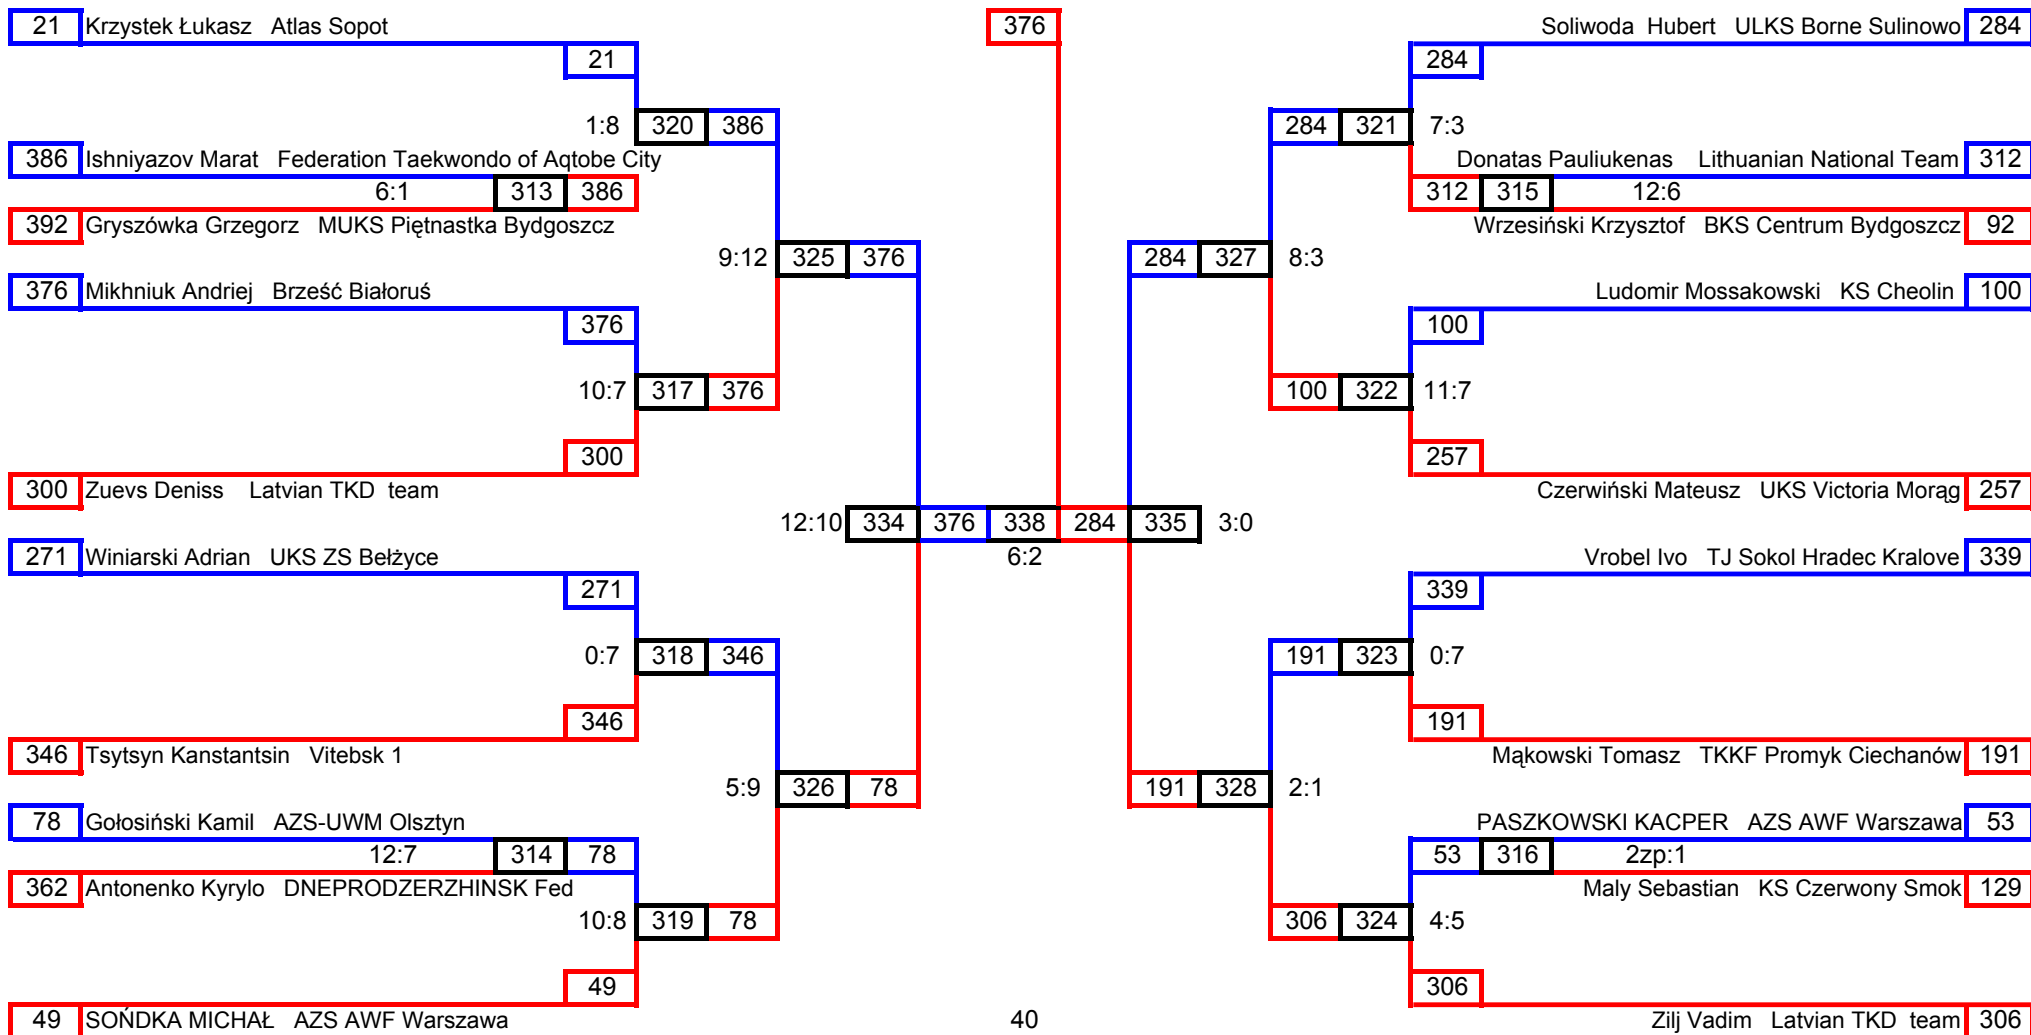 21 Krzystek Łukasz Atlas Sopot 376 Soliwoda Hubert ULKS Borne Sulinowo 284
21 284
1:8 320 386 284 321 7:3
386 Ishniyazov Marat Federation Taekwondo of Aqtobe City Donatas Pauliukenas Lithuanian National Team 312
6:1 313 386 312 315 12:6
392 Gryszówka Grzegorz MUKS Piętnastka Bydgoszcz Wrzesiński Krzysztof BKS Centrum Bydgoszcz 92
9:12 325 376 284 327 8:3
376 Mikhniuk Andriej Brześć Białoruś Ludomir Mossakowski KS Cheolin 100
376 100
10:7 317 376 100 322 11:7
300 257
300 Zuevs Deniss Latvian TKD team Czerwiński Mateusz UKS Victoria Morąg 257
12:10 334 376 338 284 335 3:0
271 Winiarski Adrian UKS ZS Bełżyce 6:2 Vrobel Ivo TJ Sokol Hradec Kralove 339
271 339
0:7 318 346 191 323 0:7
346 191
346 Tsytsyn Kanstantsin Vitebsk 1 Mąkowski Tomasz TKKF Promyk Ciechanów 191
5:9 326 78 191 328 2:1
78 Gołosiński Kamil AZS-UWM Olsztyn PASZKOWSKI KACPER AZS AWF Warszawa 53
12:7 314 78 53 316 2zp:1
362 Antonenko Kyrylo DNEPRODZERZHINSK Fed Maly Sebastian KS Czerwony Smok 129
10:8 319 78 306 324 4:5
49 306
49 SOŃDKA MICHAŁ AZS AWF Warszawa 40 Zilj Vadim Latvian TKD team 306